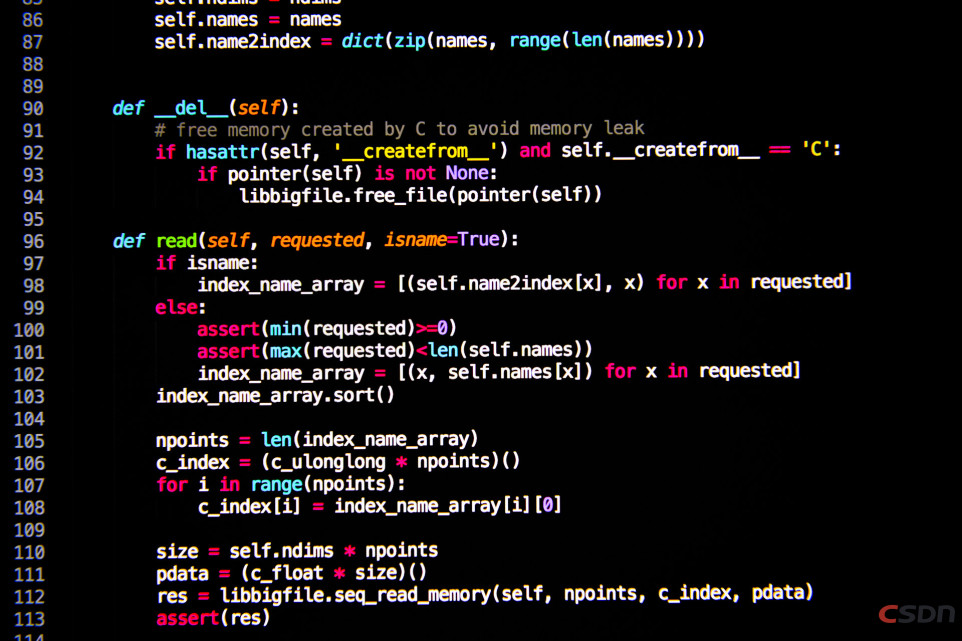 85 self.ndims = ndims
86 self.names = names
87 self.name2index = dict(zip(names, range(len(names))))
88
89
90 def __del__(self):
91 # free memory created by C to avoid memory leak
92 if hasattr(self, '__createfrom__') and self.__createfrom__ == 'C':
93 if pointer(self) is not None:
94 libbigfile.free_file(pointer(self))
95
96 def read(self, requested, isname=True):
97 if isname:
98 index_name_array = [(self.name2index[x], x) for x in requested]
99 else:
100 assert(min(requested)>=0)
101 assert(max(requested)<len(self.names))
102 index_name_array = [(x, self.names[x]) for x in requested]
103 index_name_array.sort()
104
105 npoints = len(index_name_array)
106 c_index = (c_ulonglong * npoints)()
107 for i in range(npoints):
108 c_index[i] = index_name_array[i][0]
109
110 size = self.ndims * npoints
111 pdata = (c_float * size)()
112 res = libbigfile.seq_read_memory(self, npoints, c_index, pdata)
113 assert(res)
114
CSDN